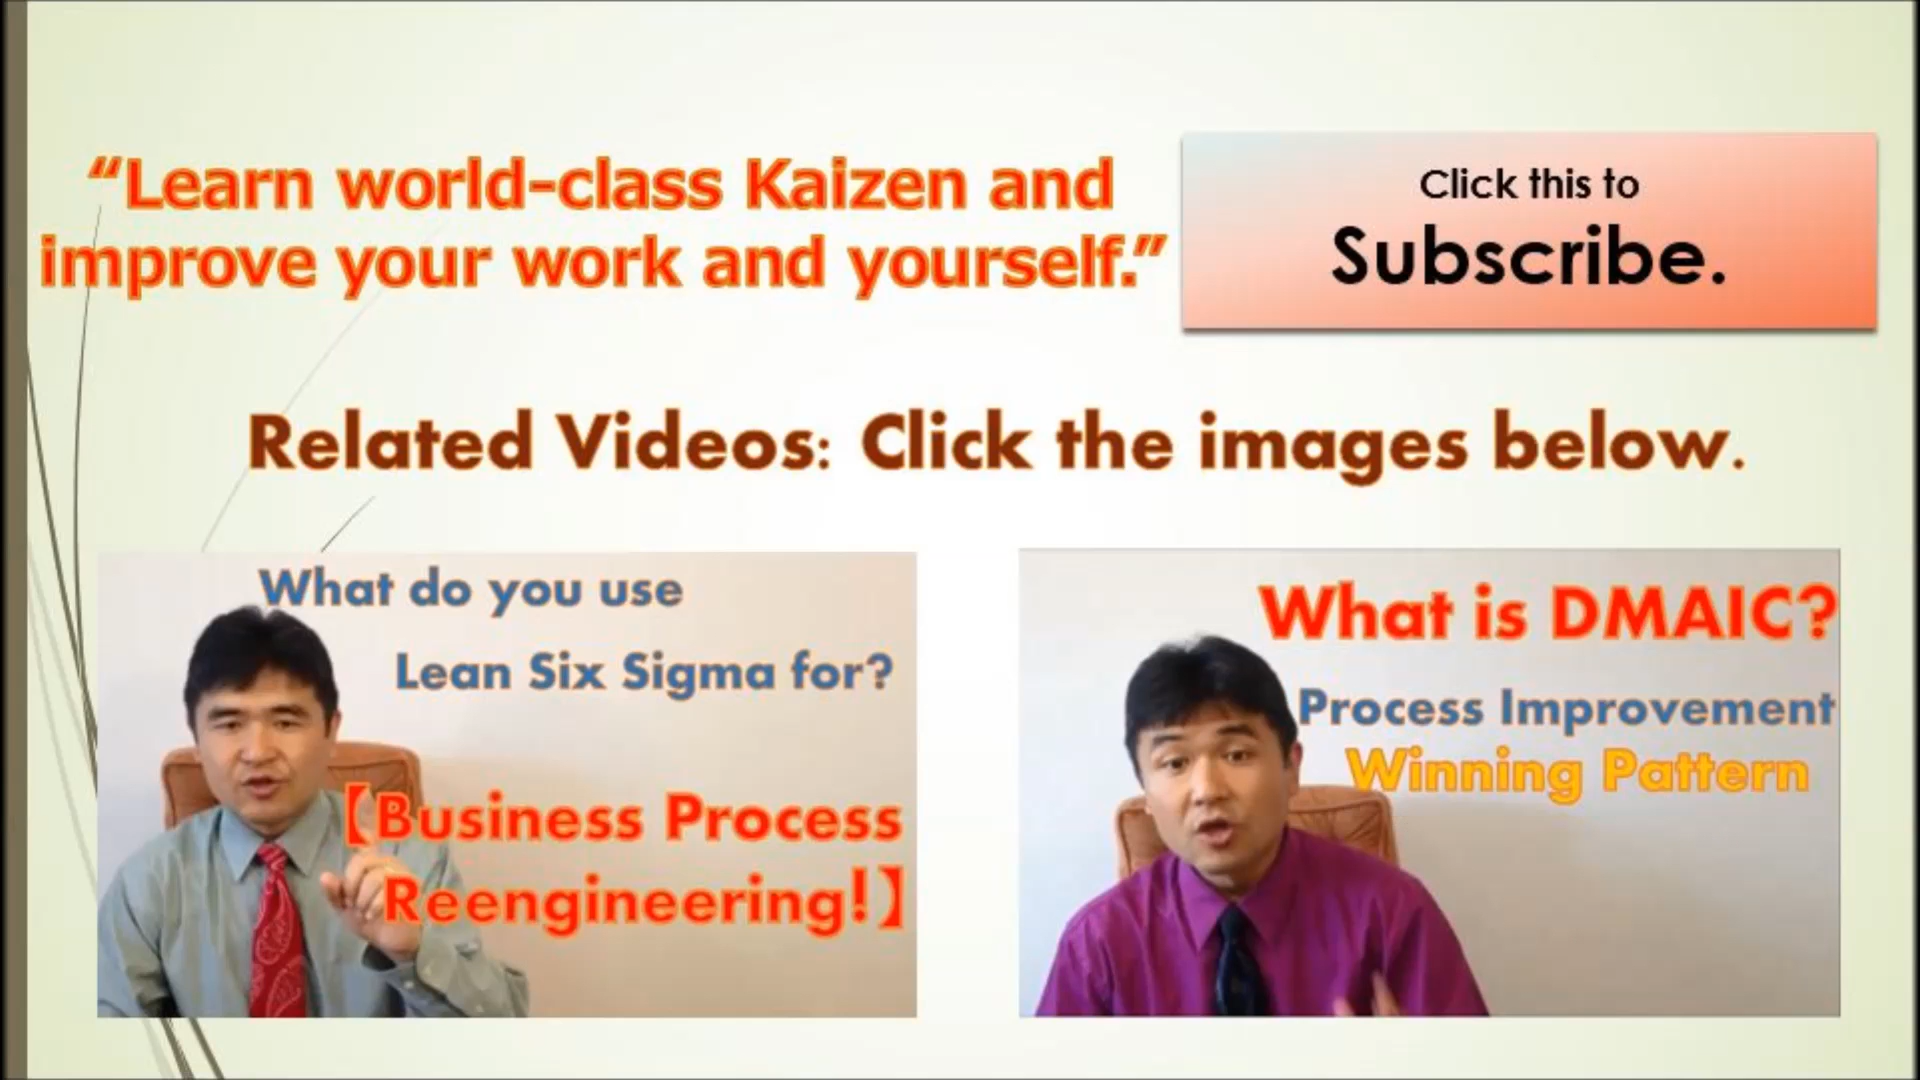 “Learn world-class Kaizen and
improve your work and yourself.”
Click this to
Subscribe.
Related Videos: Click the images below.
What do you use
Lean Six Sigma for?
【Business Process
Reengineering!】
What is DMAIC?
Process Improvement
Winning Pattern